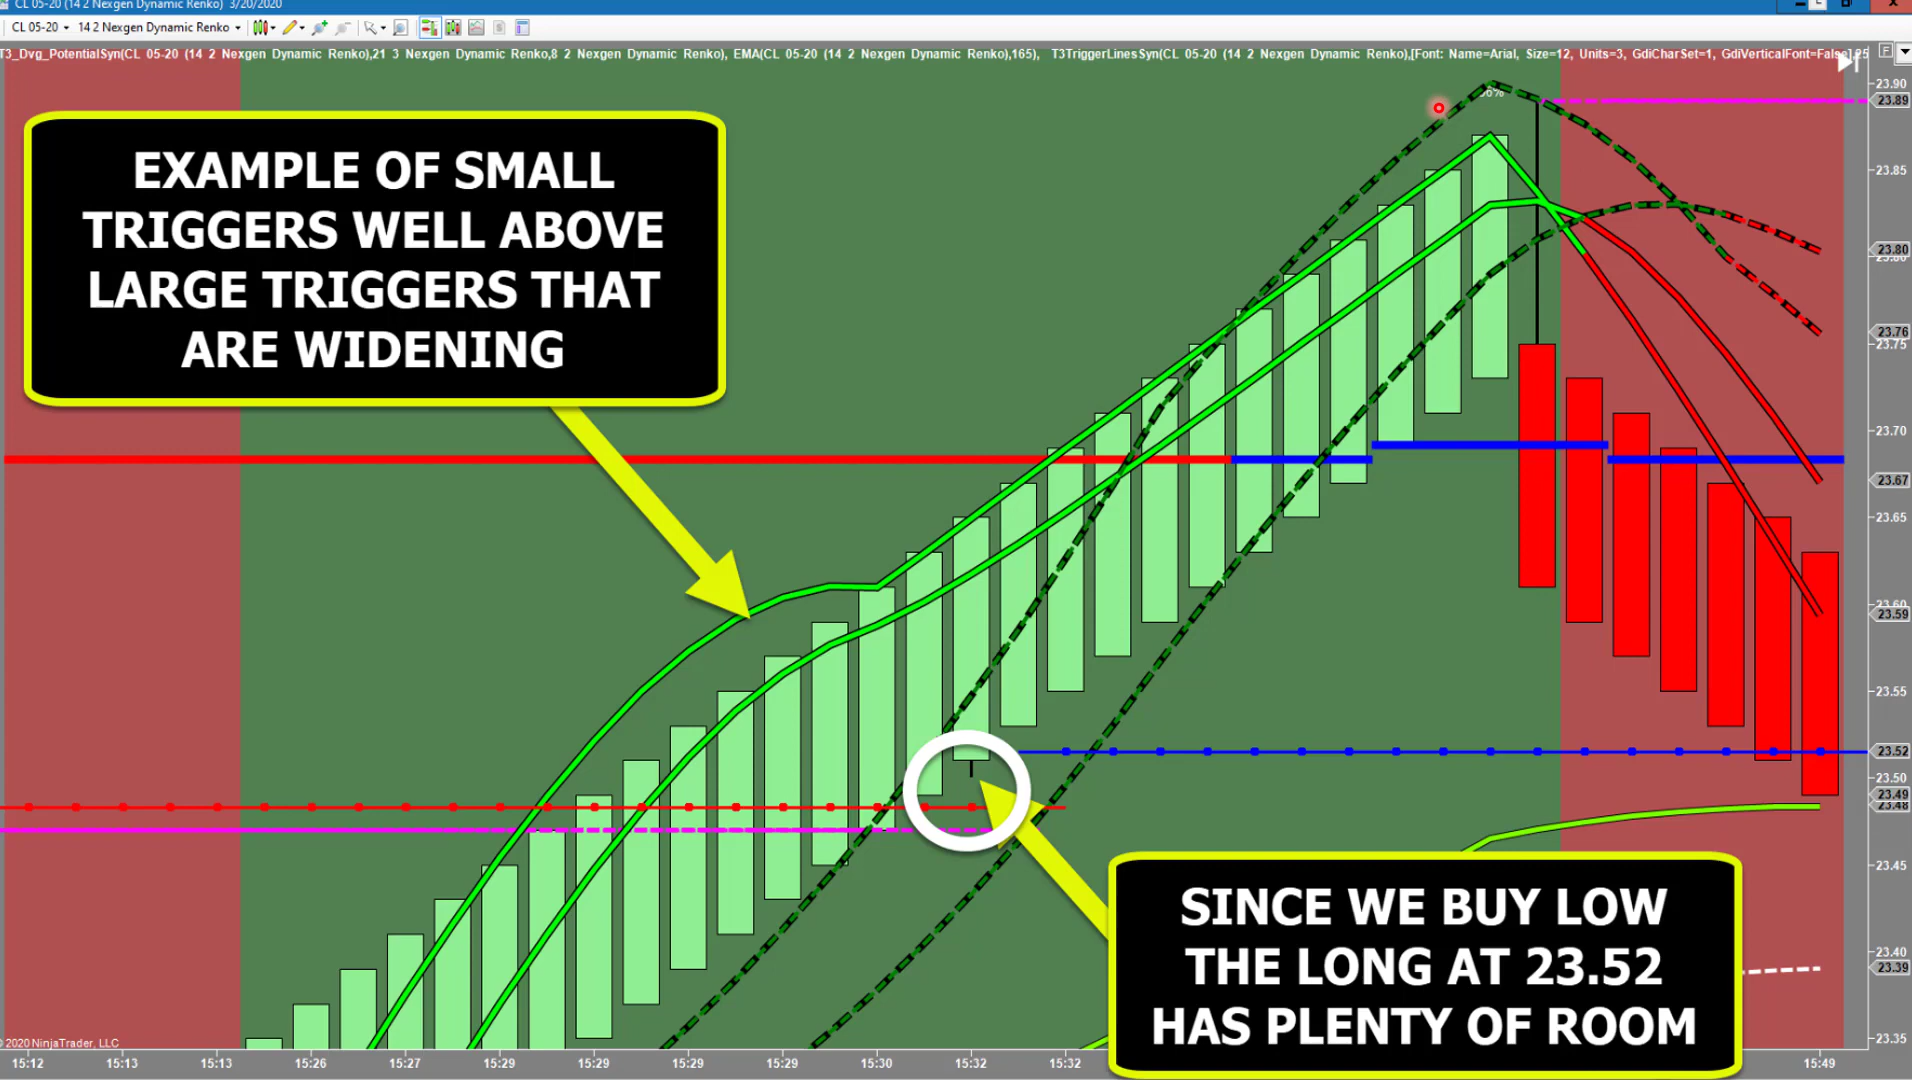 CL 05-20 (14 2 Nexgen Dynamic Renko) 3/20/2020
CL 05-20 14 2 Nexgen Dynamic Renko
T3_Dvg_PotentialSyn(CL 05-20 (14 2 Nexgen Dynamic Renko),21 3 Nexgen Dynamic Renko,8 2 Nexgen Dynamic Renko), EMA(CL 05-20 (14 2 Nexgen Dynamic Renko),165), T3TriggerLinesSyn(CL 05-20 (14 2 Nexgen Dynamic Renko),[Font: Name=Arial, Size=12, Units=3, GdiCharSet=1, GdiVerticalFont=False],25
F
EXAMPLE OF SMALL
TRIGGERS WELL ABOVE
LARGE TRIGGERS THAT
ARE WIDENING
SINCE WE BUY LOW
THE LONG AT 23.52
HAS PLENTY OF ROOM
23.90
23.89
23.85
23.80
23.80
23.76
23.75
23.70
23.67
23.65
23.60
23.59
23.55
23.52
23.50
23.49
23.48
23.45
23.40
23.39
23.35
© 2020 NinjaTrader, LLC
15:12 15:13 15:13 15:26 15:27 15:29 15:29 15:29 15:29 15:30 15:32 15:32 15:49